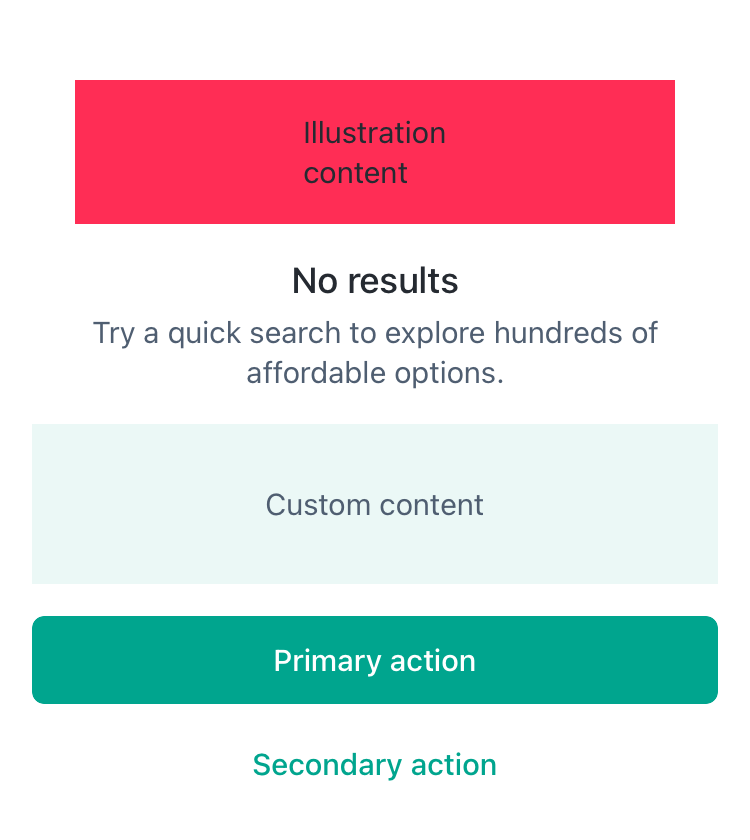 Illustration
content
No results
Try a quick search to explore hundreds of
affordable options.
Custom content
Primary action
Secondary action